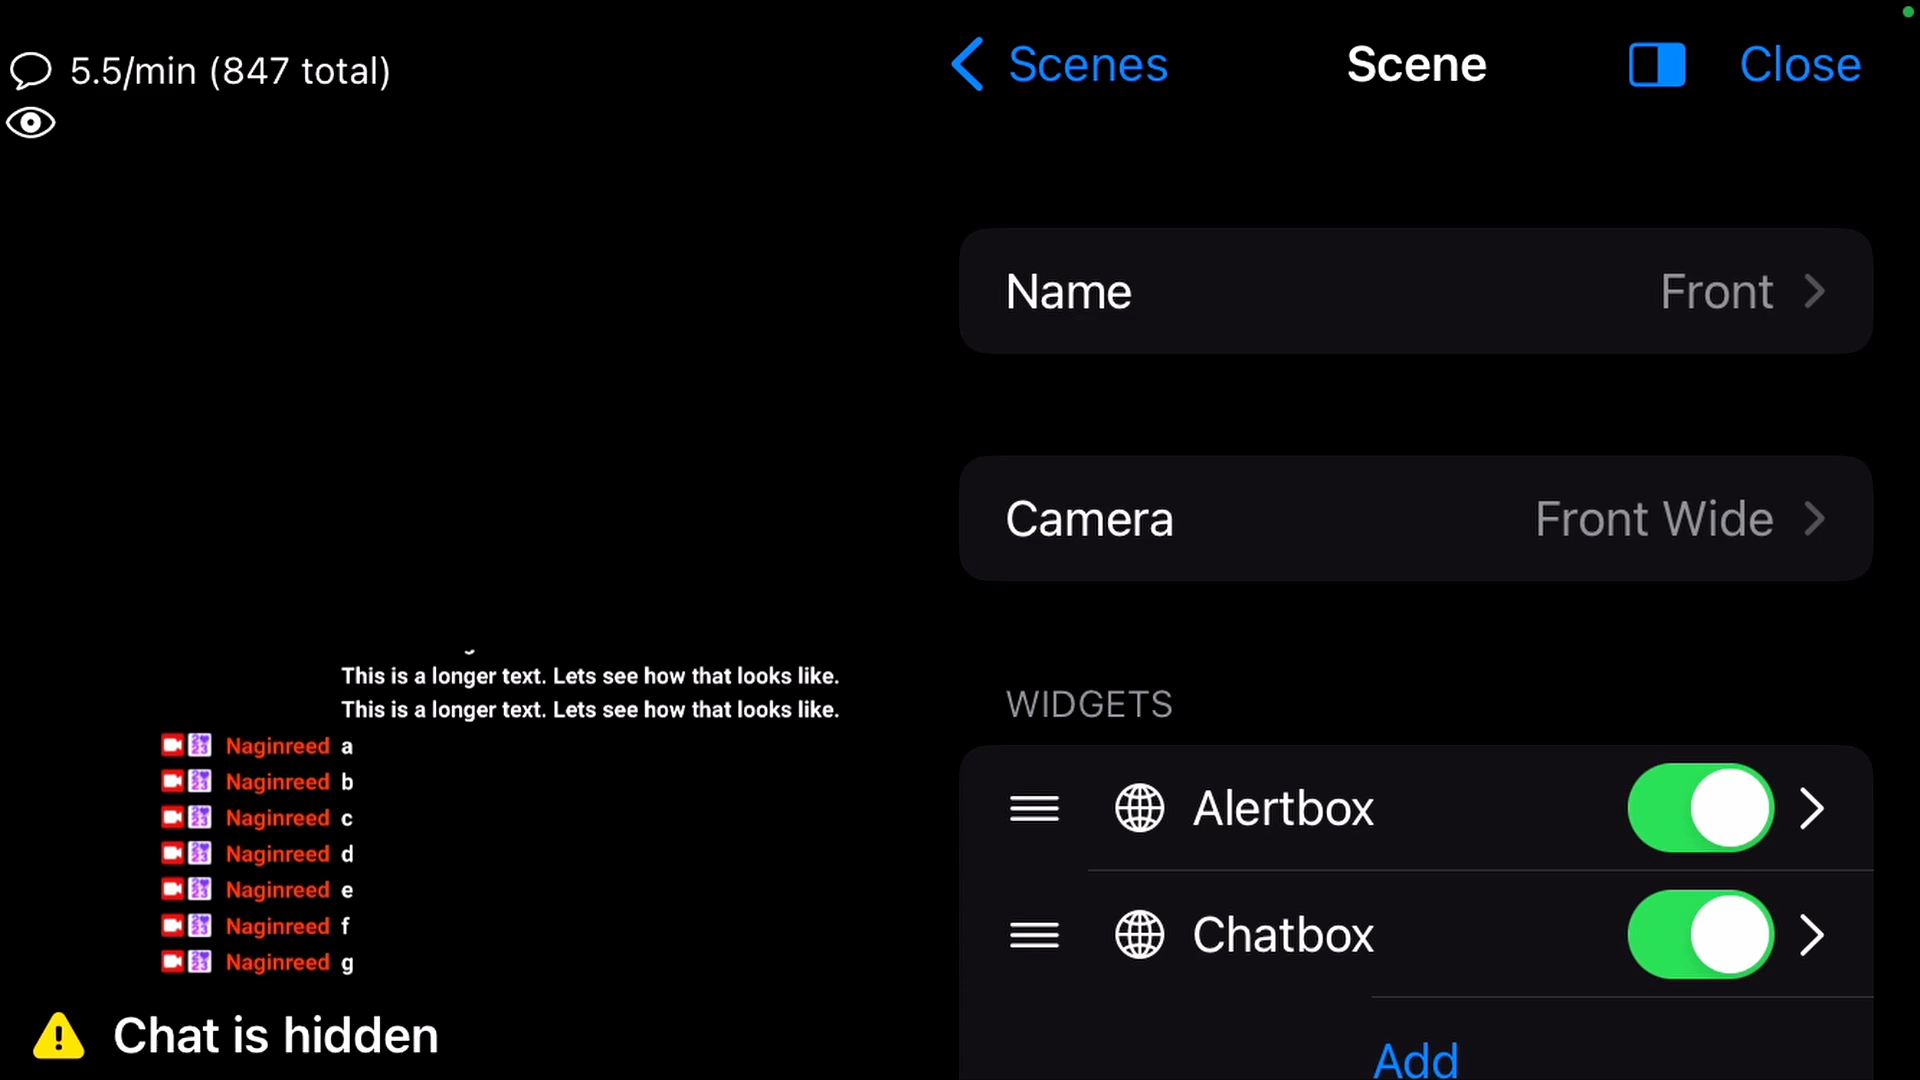 5.5/min (847 total)
This is a longer text. Lets see how that looks like.
This is a longer text. Lets see how that looks like.
Naginreed a
Naginreed b
Naginreed c
Naginreed d
Naginreed e
Naginreed f
Naginreed g
Chat is hidden
Scenes
Scene
Close
Name
Front
Camera
Front Wide
WIDGETS
Alertbox
Chatbox
Add